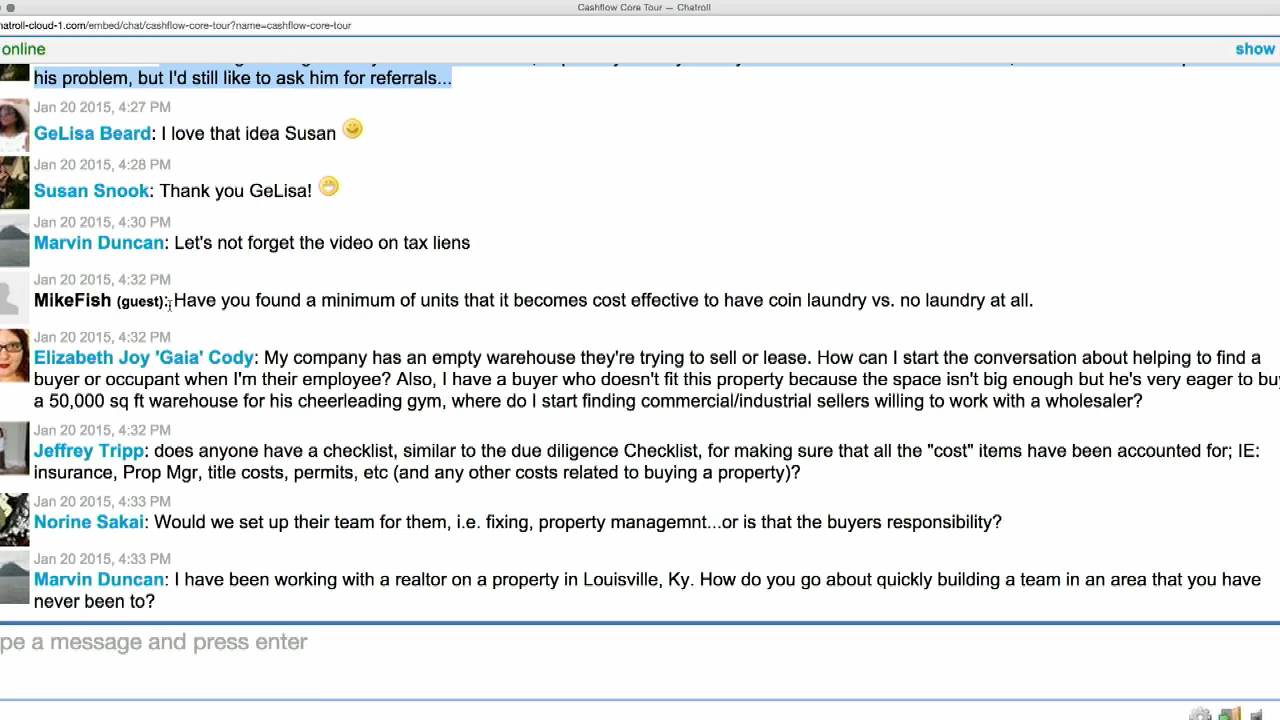 Cashflow Core Tour — Chatroll
hatroll-cloud-1.com/embed/chat/cashflow-core-tour?name=cashflow-core-tour
online
show
his problem, but I'd still like to ask him for referrals...
Jan 20 2015, 4:27 PM
GeLisa Beard: I love that idea Susan
Jan 20 2015, 4:28 PM
Susan Snook: Thank you GeLisa!
Jan 20 2015, 4:30 PM
Marvin Duncan: Let's not forget the video on tax liens
Jan 20 2015, 4:32 PM
MikeFish (guest): Have you found a minimum of units that it becomes cost effective to have coin laundry vs. no laundry at all.
Jan 20 2015, 4:32 PM
Elizabeth Joy 'Gaia' Cody: My company has an empty warehouse they're trying to sell or lease. How can I start the conversation about helping to find a
buyer or occupant when I'm their employee? Also, I have a buyer who doesn't fit this property because the space isn't big enough but he's very eager to bu
a 50,000 sq ft warehouse for his cheerleading gym, where do I start finding commercial/industrial sellers willing to work with a wholesaler?
Jan 20 2015, 4:32 PM
Jeffrey Tripp: does anyone have a checklist, similar to the due diligence Checklist, for making sure that all the "cost" items have been accounted for; IE:
insurance, Prop Mgr, title costs, permits, etc (and any other costs related to buying a property)?
Jan 20 2015, 4:33 PM
Norine Sakai: Would we set up their team for them, i.e. fixing, property managemnt...or is that the buyers responsibility?
Jan 20 2015, 4:33 PM
Marvin Duncan: I have been working with a realtor on a property in Louisville, Ky. How do you go about quickly building a team in an area that you have
never been to?
pe a message and press enter